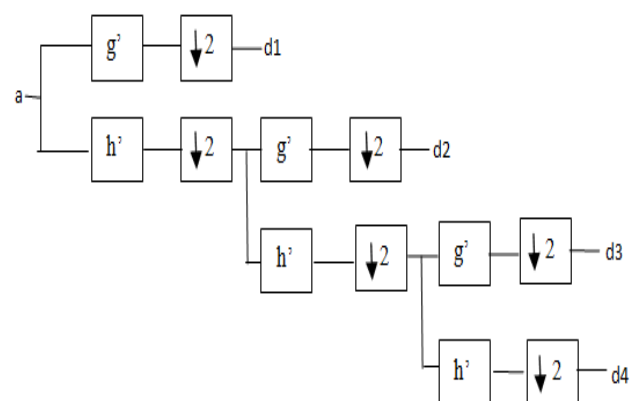 g’ 2 d1
a
h’ 2 g’ 2 d2
h’ 2 g’ 2 d3
h’ 2 d4